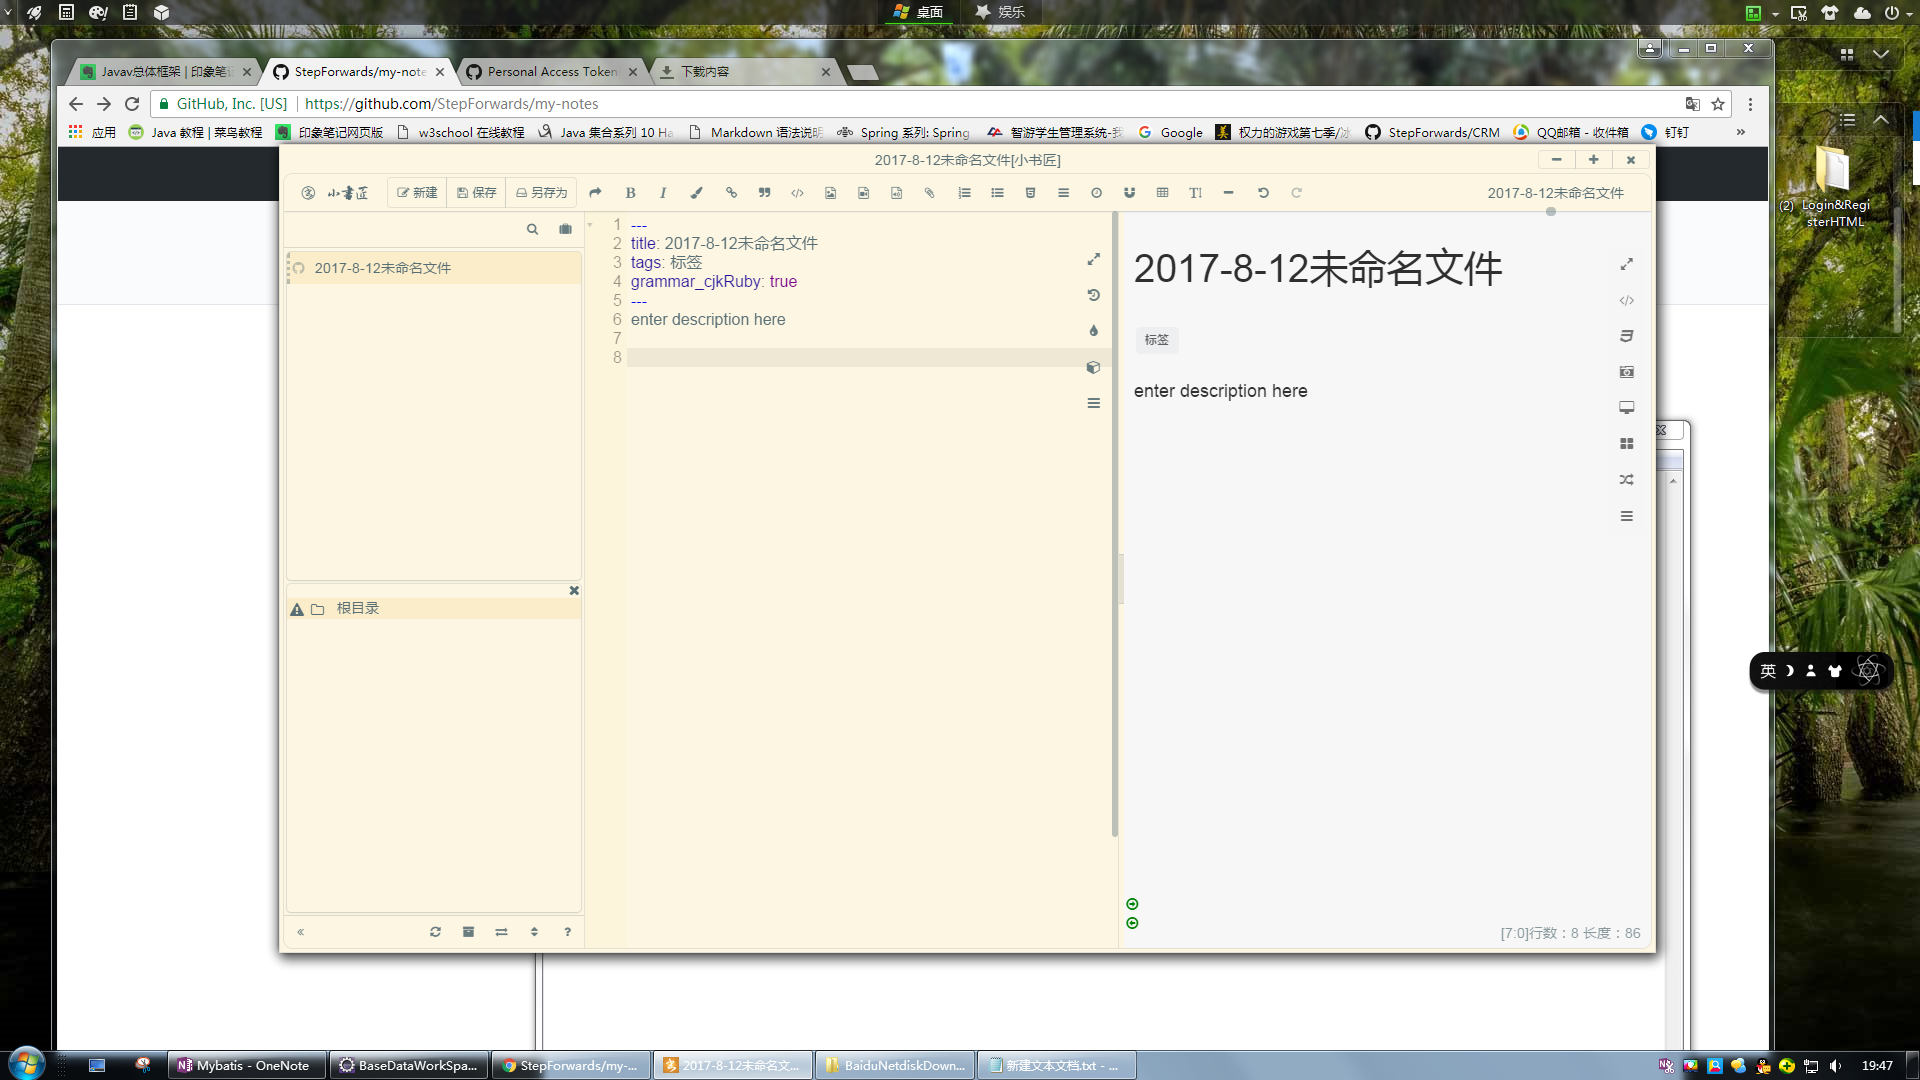 桌面
娱乐
Javav总体框架 | 印象笔记
StepForwards/my-note
Personal Access Token
下载内容
GitHub, Inc. [US]
https://github.com/StepForwards/my-notes
应用
Java 教程 | 菜鸟教程
印象笔记网页版
w3school 在线教程
Java 集合系列 10 Ha
Markdown 语法说明
Spring 系列: Spring
智游学生管理系统-我
Google
权力的游戏第七季/冰
StepForwards/CRM
QQ邮箱 - 收件箱
钉钉
»
2017-8-12未命名文件[小书匠]
小书匠
新建
保存
另存为
2017-8-12未命名文件
2017-8-12未命名文件
根目录
1 ---
2 title: 2017-8-12未命名文件
3 tags: 标签
4 grammar_cjkRuby: true
5 ---
6 enter description here
7
8
2017-8-12未命名文件
标签
enter description here
[7:0]行数：8 长度：86
(2) Login&Regi
sterHTML
英
Mybatis - OneNote
BaseDataWorkSpa...
StepForwards/my-...
2017-8-12未命名文...
BaiduNetdiskDown...
新建文本文档.txt - ...
19:47